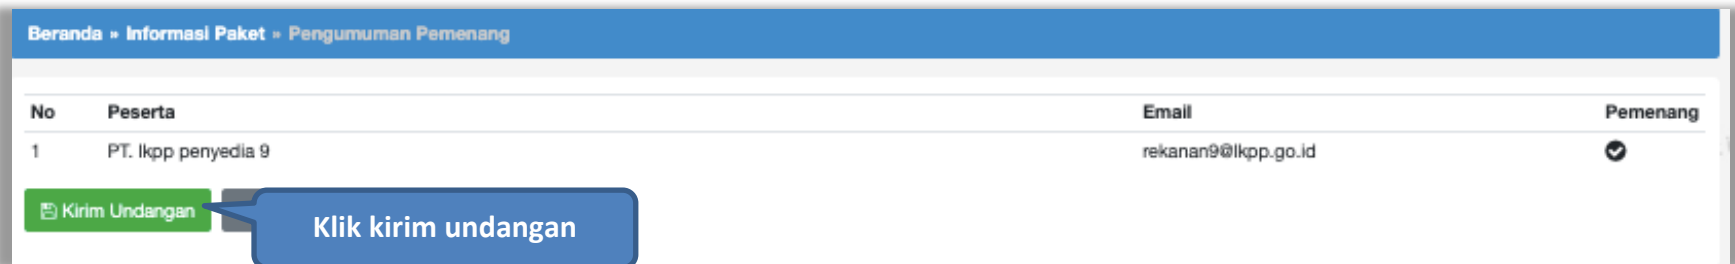 Beranda » Informasi Paket » Pengumuman Pemenang
No Peserta Email Pemenang
1 PT. lkpp penyedia 9 rekanan9@lkpp.go.id
Kirim Undangan
Klik kirim undangan